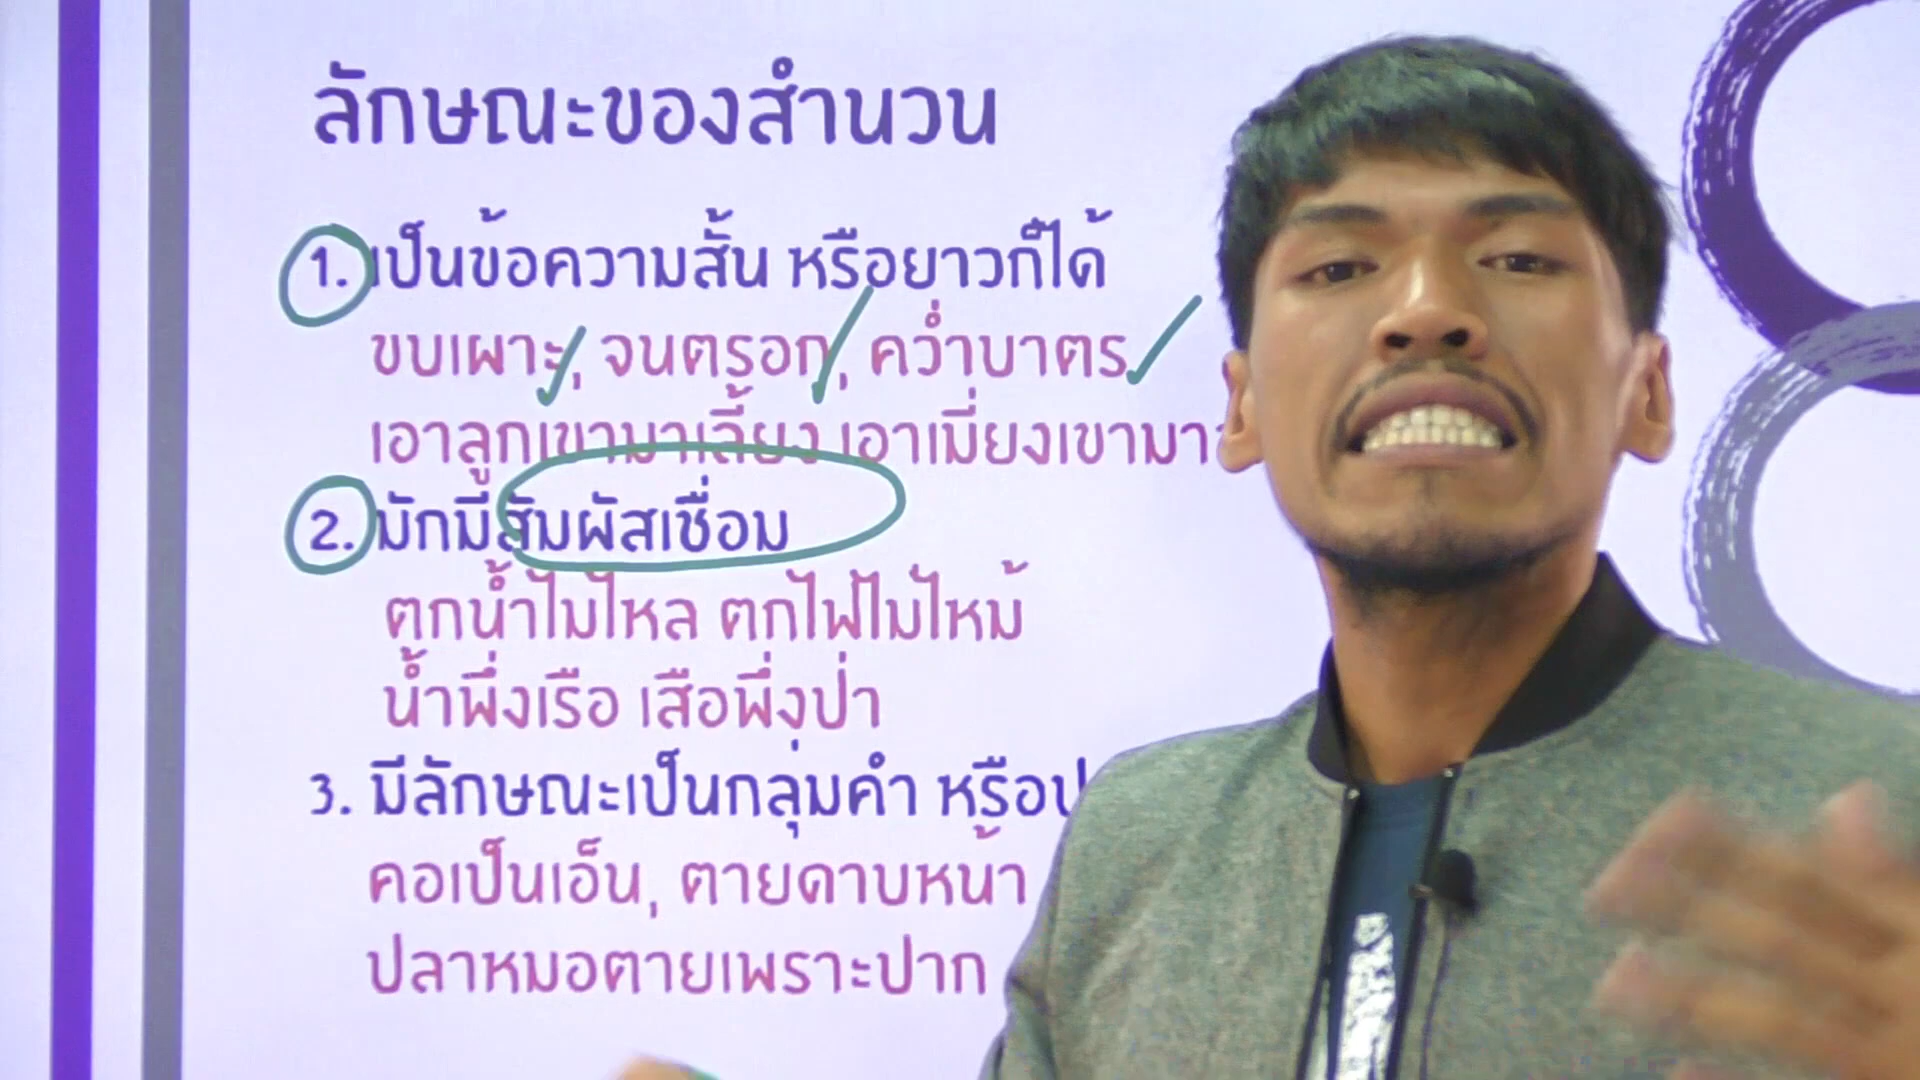 ลักษณะของสำนวน
1. เป็นข้อความสั้น หรือยาวก็ได้
ขบเผาะ, จนตรอก, คว่ำบาตร
เอาลูกเขามาเลี้ยง เอาเมี่ยงเขามา
2. มักมีสัมผัสเชื่อม
ตกน้ำไม่ไหล ตกไฟไม่ไหม้
น้ำพึ่งเรือ เสือพึ่งป่า
3. มีลักษณะเป็นกลุ่มคำ หรือ
คอเป็นเอ็น, ตายดาบหน้า
ปลาหมอตายเพราะปาก